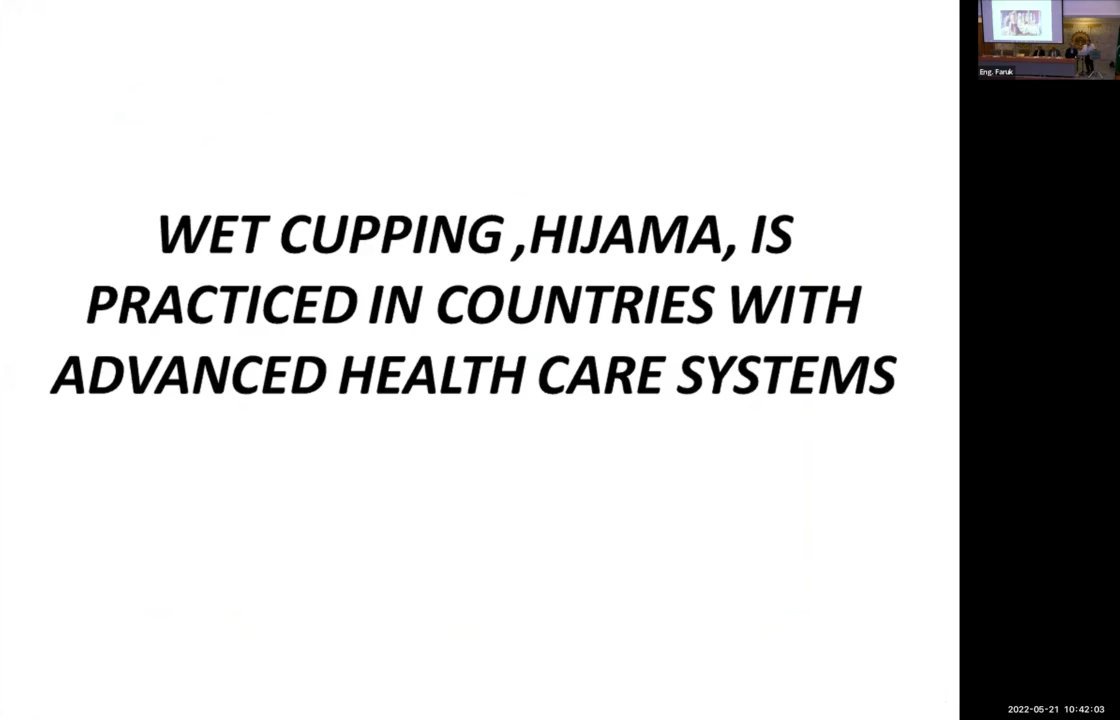 WET CUPPING ,HIJAMA, IS
PRACTICED IN COUNTRIES WITH
ADVANCED HEALTH CARE SYSTEMS
Eng. Faruk
2022-05-21 10:42:03